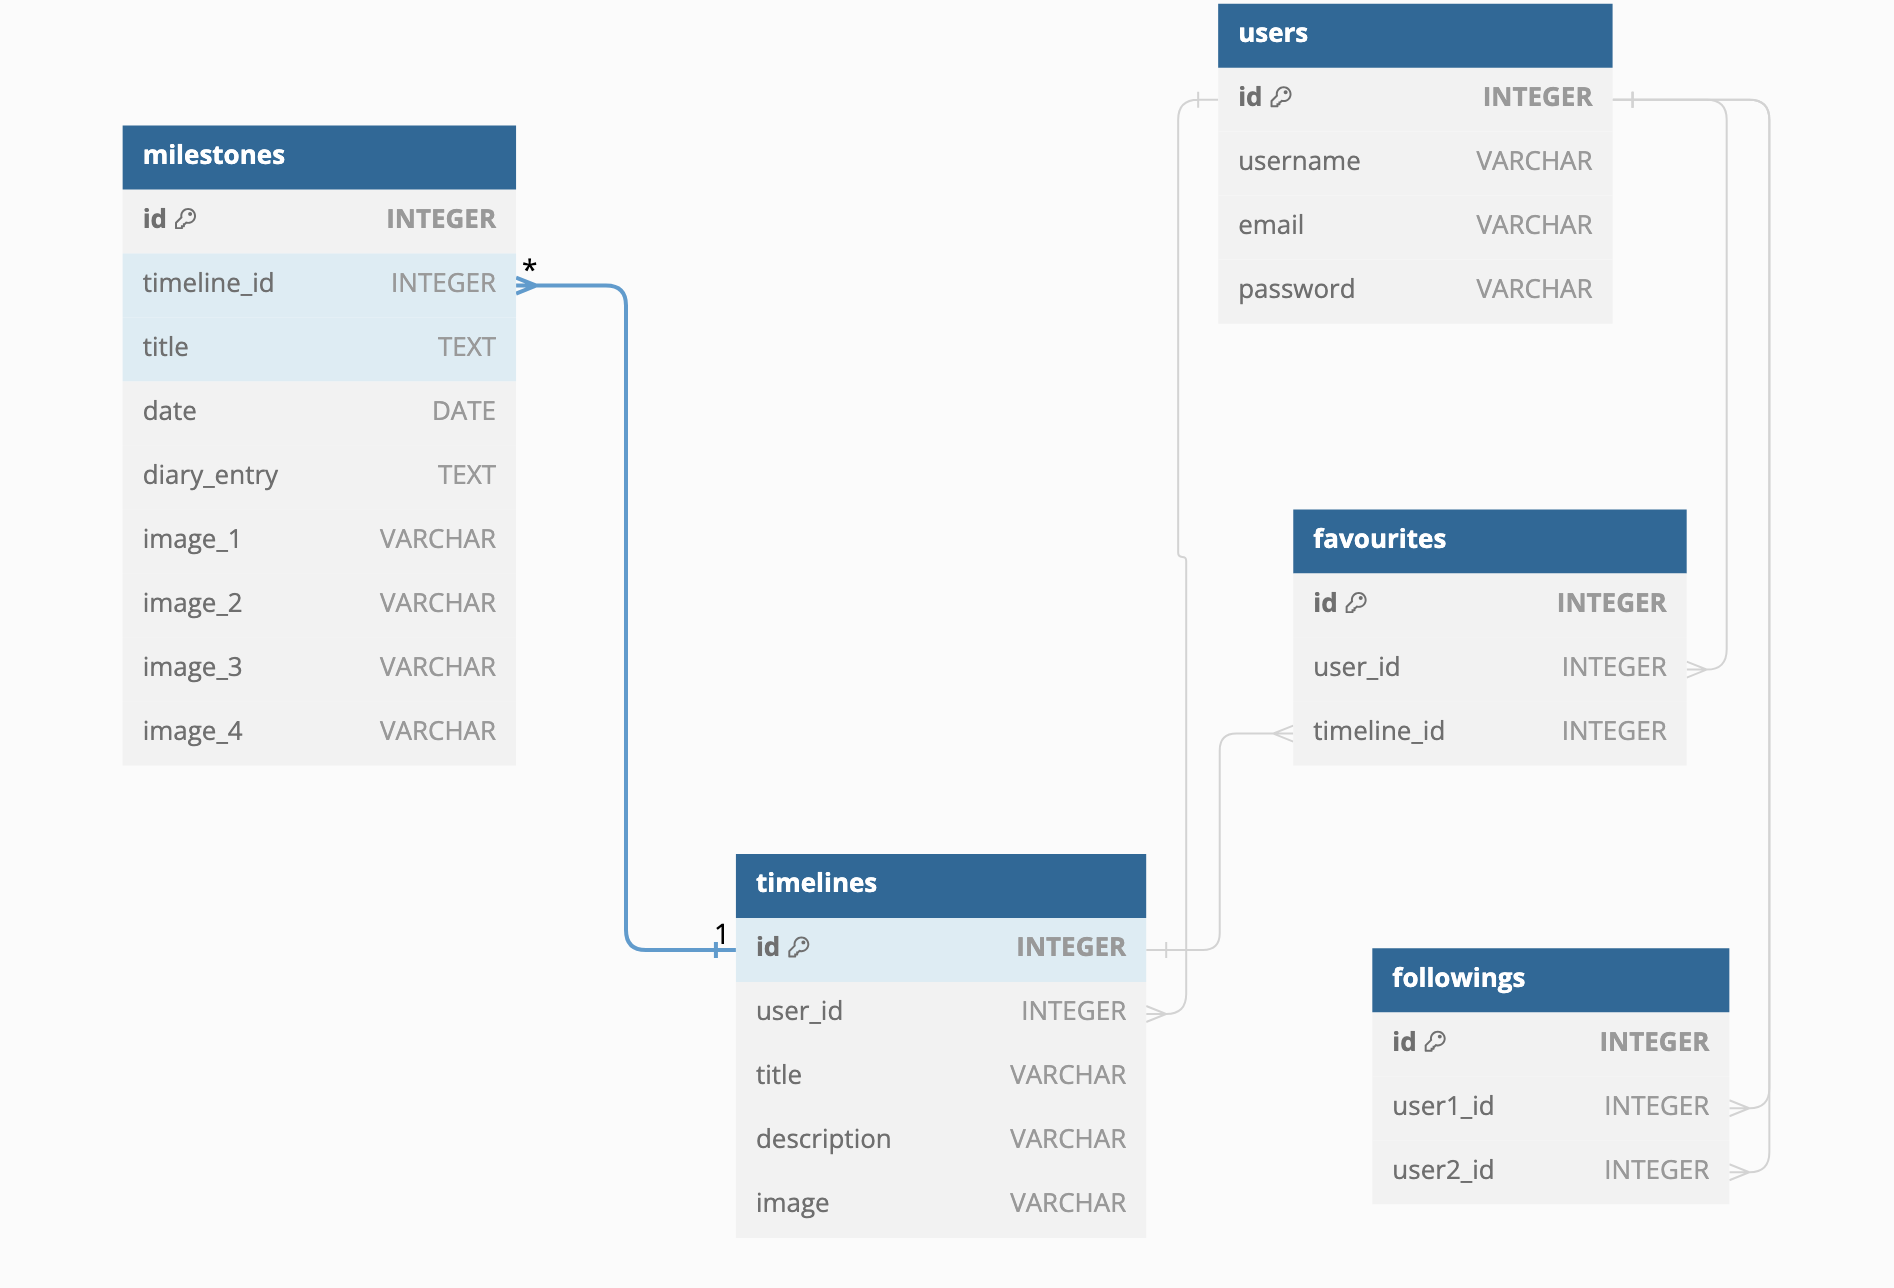 users
id INTEGER
username VARCHAR
email VARCHAR
password VARCHAR
milestones
id INTEGER
timeline_id INTEGER
title TEXT
date DATE
diary_entry TEXT
image_1 VARCHAR
image_2 VARCHAR
image_3 VARCHAR
image_4 VARCHAR
*
1
favourites
id INTEGER
user_id INTEGER
timeline_id INTEGER
timelines
id INTEGER
user_id INTEGER
title VARCHAR
description VARCHAR
image VARCHAR
followings
id INTEGER
user1_id INTEGER
user2_id INTEGER